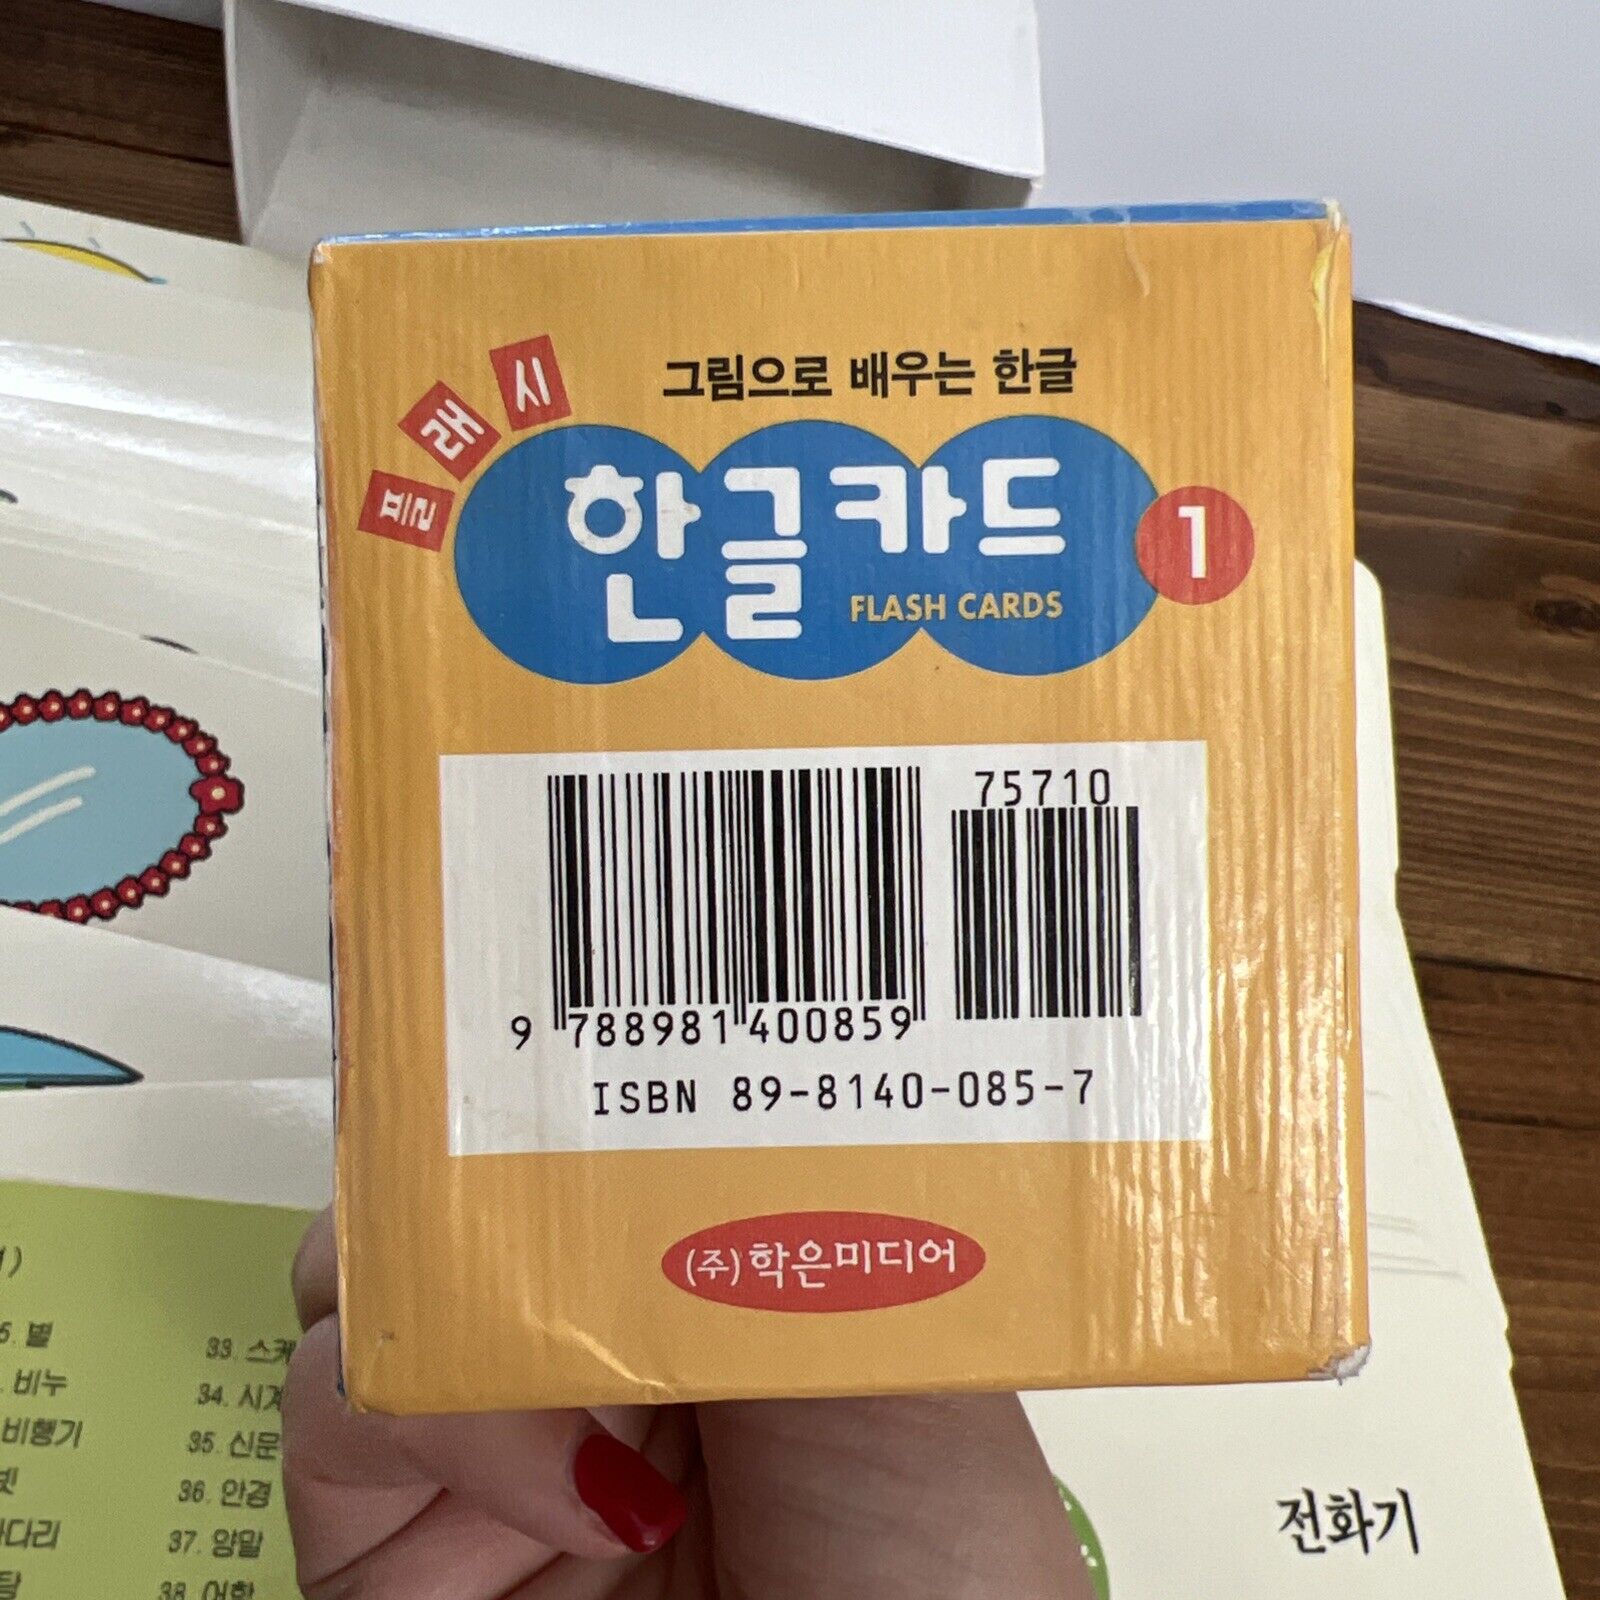 그림으로 배우는 한글
플래시
한글카드 1
FLASH CARDS
75710
9 788981 400859
ISBN 89-8140-085-7
(주)학은미디어
별
비누
비행기
33. 스케
34. 시계
35. 신문
36. 안경
37. 양말
38. 어항
전화기